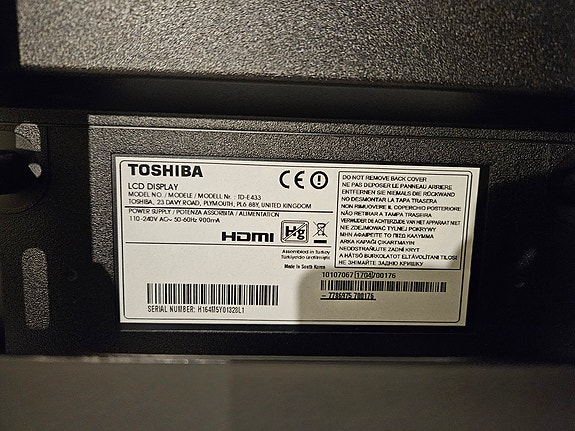 TOSHIBA
LCD DISPLAY
MODEL NO. / MODELE / MODELL Nr. : TD-E433
TOSHIBA, 23 DAVY ROAD, PLYMOUTH, PL6 8BY, UNITED KINGDOM
POWER SUPPLY / POTENZA ASSORBITA / ALIMENTATION
110-240V AC~ 50-60Hz 900mA
CE
HDMI
Hg
Assembled in Turkey
Türkiye'de üretilmiştir
Made in South Korea
DO NOT REMOVE BACK COVER
NE PAS DEPOSER LE PANNEAU ARRIERE
ENTFERNEN SIE NIEMALS DIE RÜCKWAND
NO DESMONTAR LA TAPA TRASERA
NON RIMUOVERE IL COPERCHIO POSTERIORE
NÃO RETIRAR A TAMPA TRASEIRA
VERWIJDER DE ACHTERZIJDE VAN HET APPARAAT NIET
NIE ZDEJMOWAĆ TYLNEJ POKRYWY
ΜΗΝ ΑΦΑΙΡΕΙΤΕ ΤΟ ΠΙΣΩ ΚΑΛΥΜΜΑ
ARKA KAPAĞI ÇIKARTMAYIN
NEODSTRAŇUJTE ZADNÍ KRYT
A HÁTSÓ BURKOLATOT ELTÁVOLÍTANI TILOS!
НЕ ЗНІМАЙТЕ ЗАДНЮ КРИШКУ
10107067 1704 700176
SERIAL NUMBER: H164M5Y01328L1